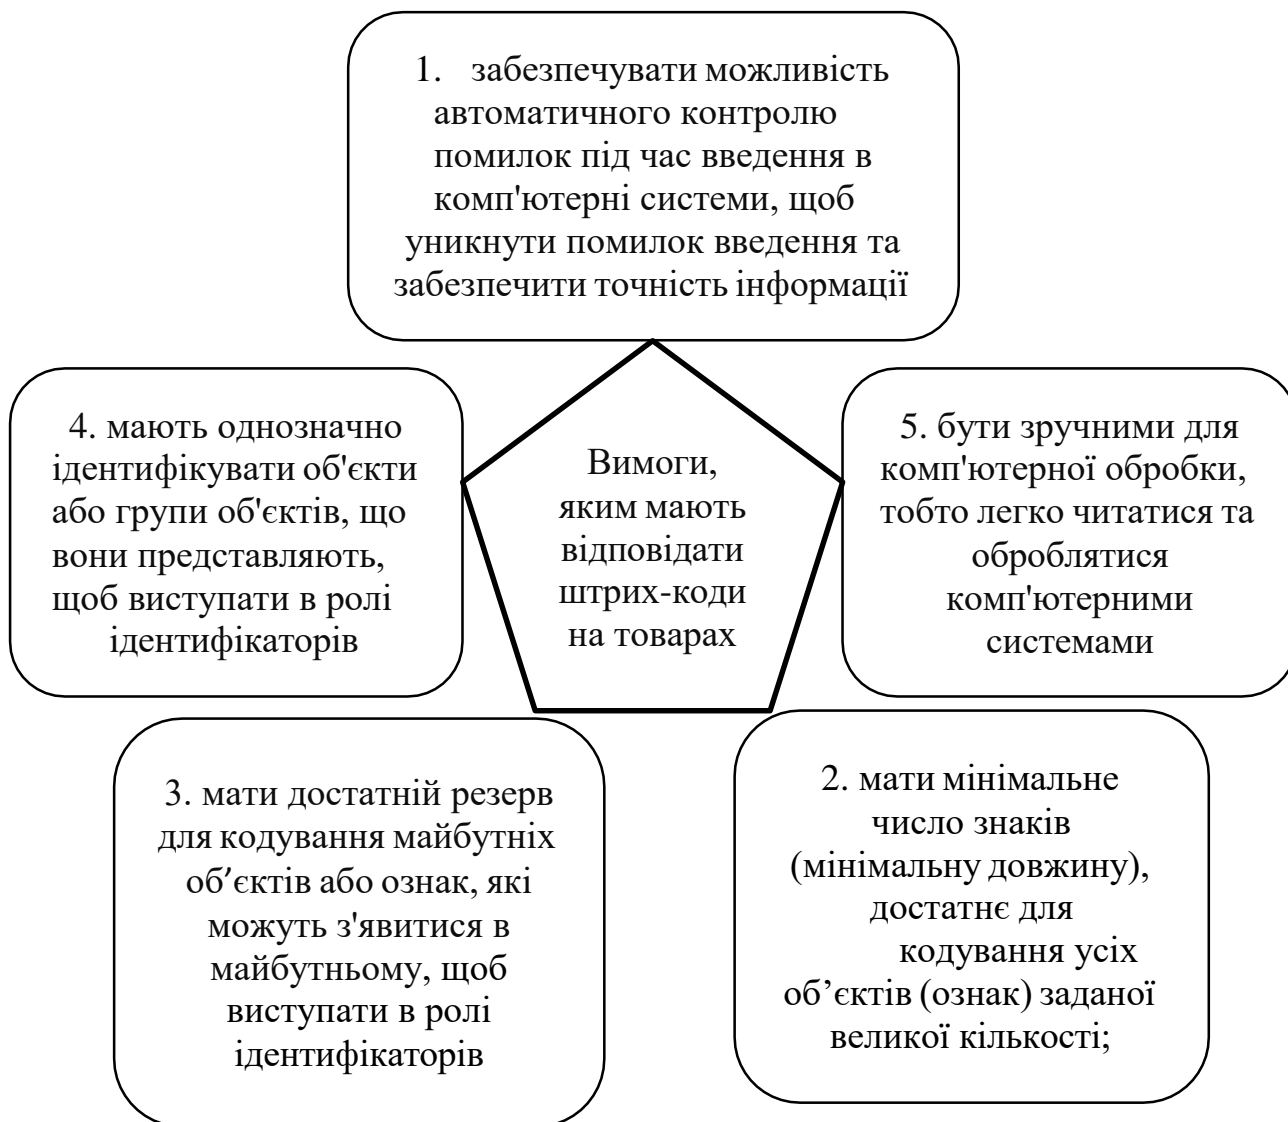 1. забезпечувати можливість
автоматичного контролю
помилок під час введення в
комп'ютерні системи, щоб
уникнути помилок введення та
забезпечити точність інформації
4. мають однозначно
ідентифікувати об'єкти
або групи об'єктів, що
вони представляють,
щоб виступати в ролі
ідентифікаторів
Вимоги,
яким мають
відповідати
штрих-коди
на товарах
5. бути зручними для
комп'ютерної обробки,
тобто легко читатися та
оброблятися
комп'ютерними
системами
3. мати достатній резерв
для кодування майбутніх
об′єктів або ознак, які
можуть з'явитися в
майбутньому, щоб
виступати в ролі
ідентифікаторів
2. мати мінімальне
число знаків
(мінімальну довжину),
достатнє для
кодування усіх
об’єктів (ознак) заданої
великої кількості;